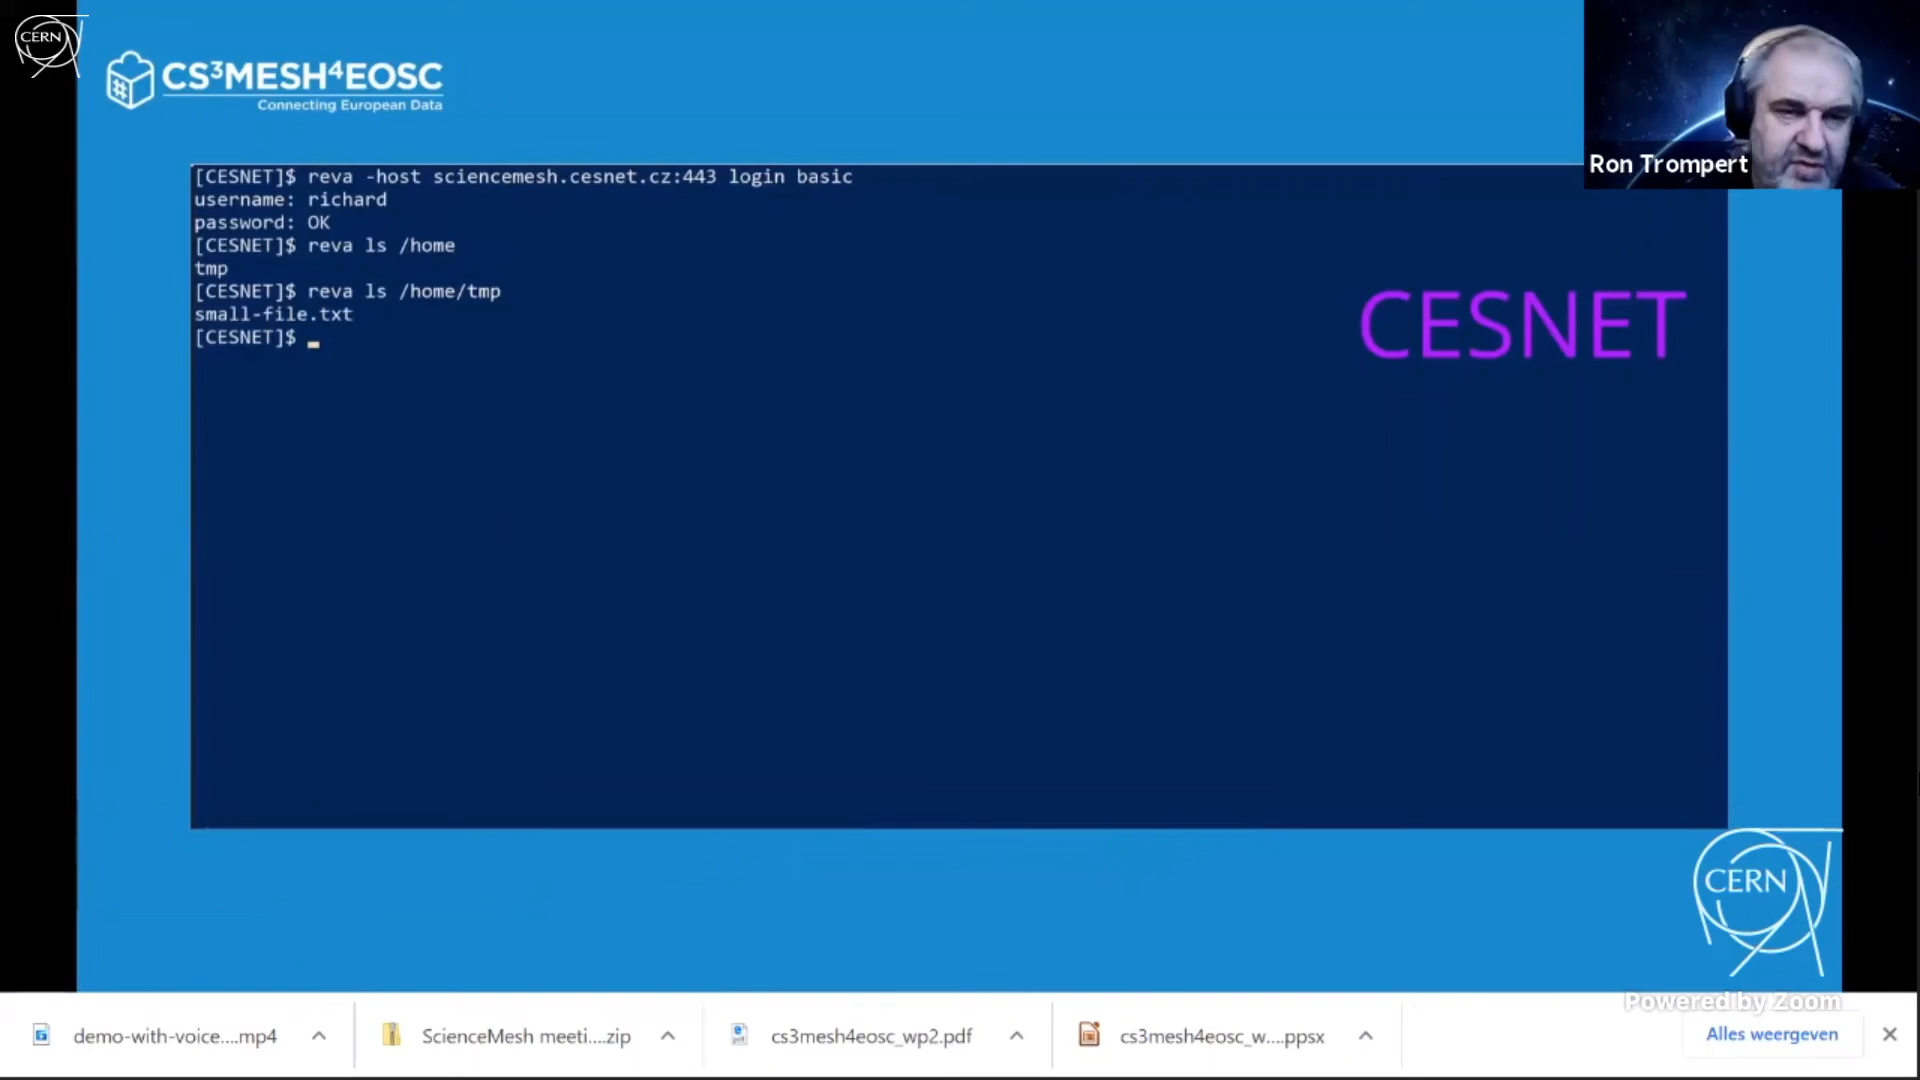 CERN
CS³MESH⁴EOSC
Connecting European Data
Ron Trompert
[CESNET]$ reva -host sciencemesh.cesnet.cz:443 login basic
username: richard
password: OK
[CESNET]$ reva ls /home
tmp
[CESNET]$ reva ls /home/tmp
small-file.txt
[CESNET]$
CESNET
CERN
Powered by Zoom
demo-with-voice....mp4
ScienceMesh meeti....zip
cs3mesh4eosc_wp2.pdf
cs3mesh4eosc_w....ppsx
Alles weergeven